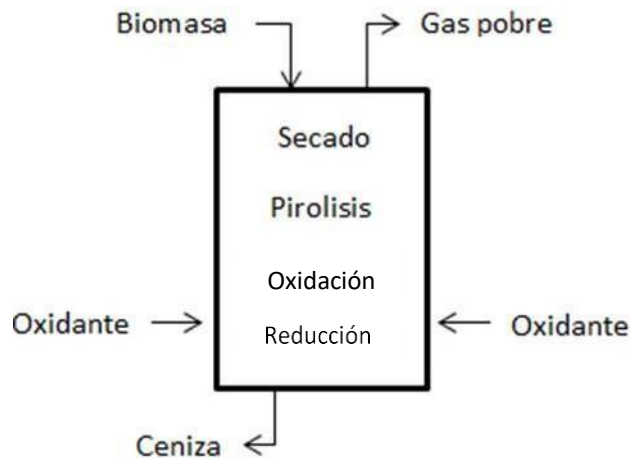 Biomasa
Gas pobre
Secado
Pirolisis
Oxidación
Oxidante
Oxidante
Reducción
Ceniza